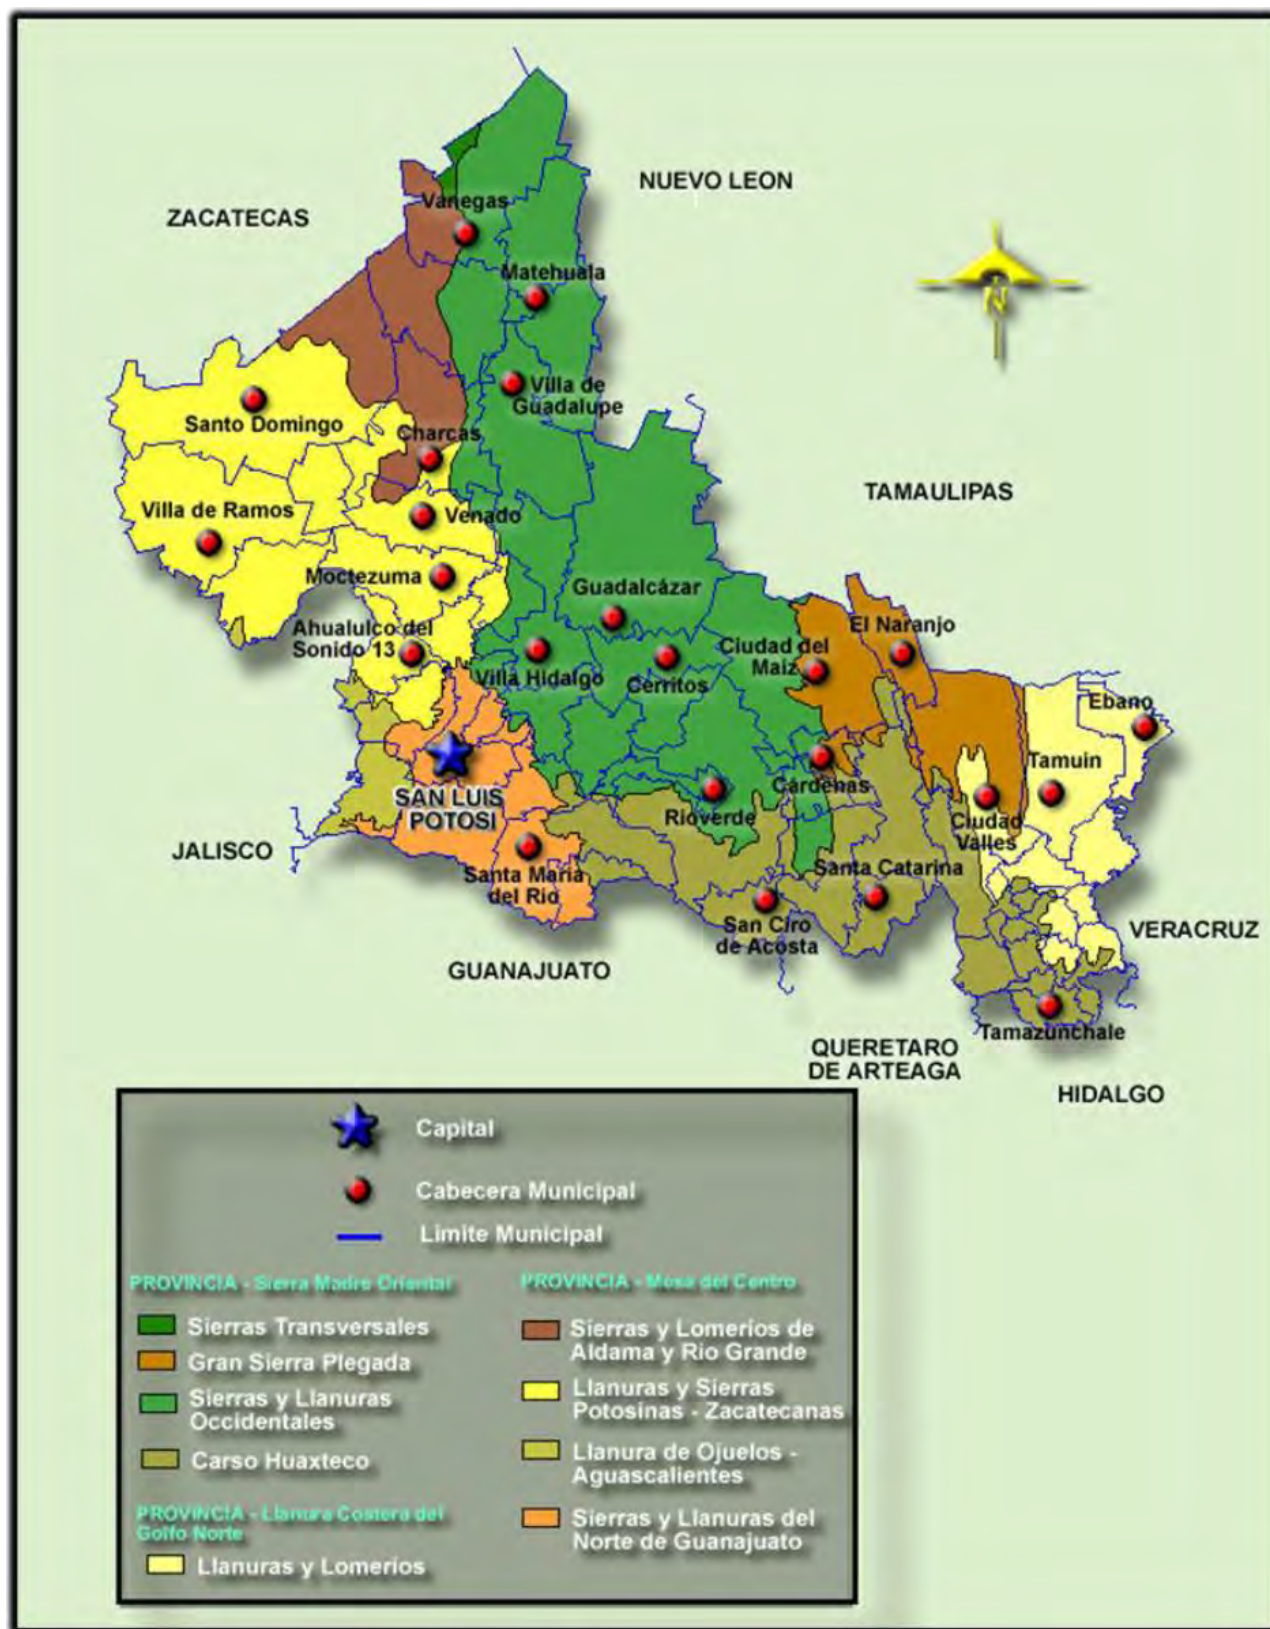 NUEVO LEON
ZACATECAS
Vanegas
Matehuala
N
Villa de
Guadalupe
Santo Domingo
Charcas
TAMAULIPAS
Villa de Ramos
Venado
Moctezuma
Guadalcázar
Ahualulco del
Sonido 13
El Naranjo
Ciudad del
Maiz
Villa Hidalgo
Cerritos
Ebano
Tamuin
Cárdenas
SAN LUIS
POTOSI
Rioverde
Ciudad
Valles
JALISCO
Santa Maria
del Rio
Santa Catarina
San Ciro
de Acosta
VERACRUZ
GUANAJUATO
Tamazunchale
QUERETARO
DE ARTEAGA
HIDALGO
Capital
Cabecera Municipal
Limite Municipal
PROVINCIA - Sierra Madre Oriental
Sierras Transversales
Gran Sierra Plegada
Sierras y Llanuras
Occidentales
Carso Huaxteco
PROVINCIA - Llanura Costera del
Golfo Norte
Llanuras y Lomerios
PROVINCIA - Mesa del Centro
Sierras y Lomerios de
Aldama y Rio Grande
Llanuras y Sierras
Potosinas - Zacatecanas
Llanura de Ojuelos -
Aguascalientes
Sierras y Llanuras del
Norte de Guanajuato